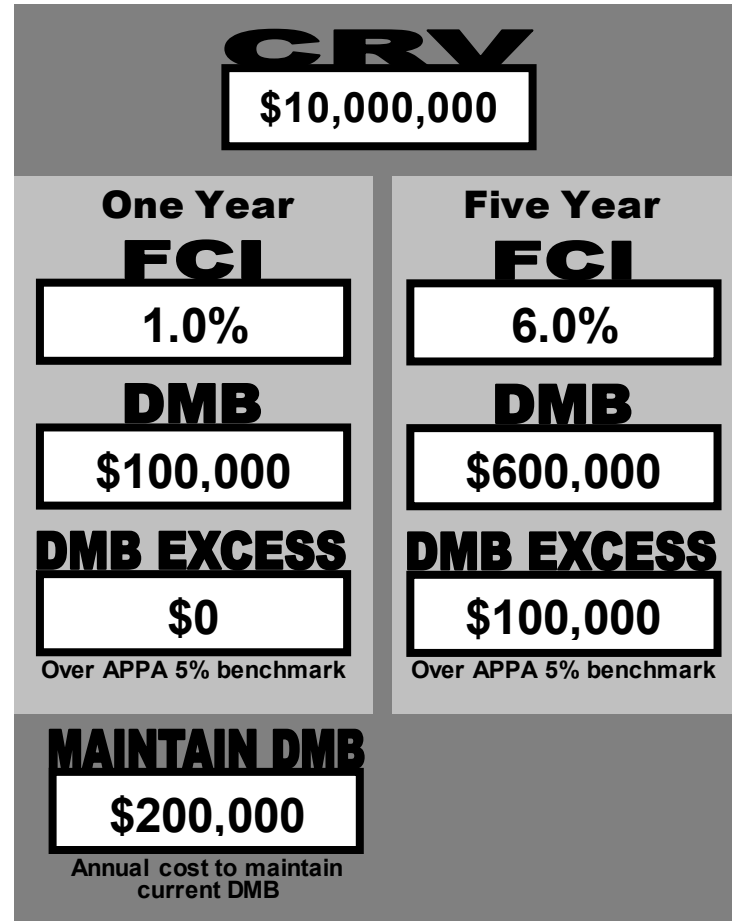 CRV
$10,000,000
One Year
FCI
1.0%
DMB
$100,000
DMB EXCESS
$0
Over APPA 5% benchmark
Five Year
FCI
6.0%
DMB
$600,000
DMB EXCESS
$100,000
Over APPA 5% benchmark
MAINTAIN DMB
$200,000
Annual cost to maintain
current DMB